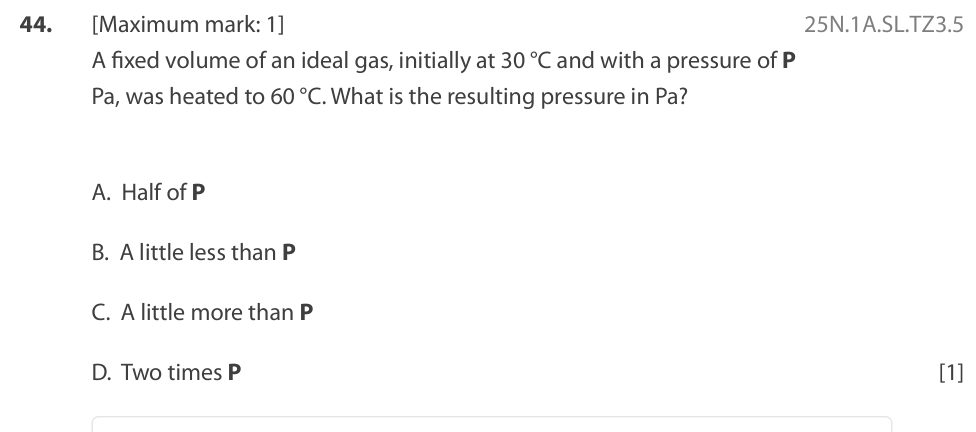 44. [Maximum mark: 1] 25N.1A.SL.TZ3.5
A fixed volume of an ideal gas, initially at 30 °C and with a pressure of P
Pa, was heated to 60 °C. What is the resulting pressure in Pa?
A. Half of P
B. A little less than P
C. A little more than P
D. Two times P [1]